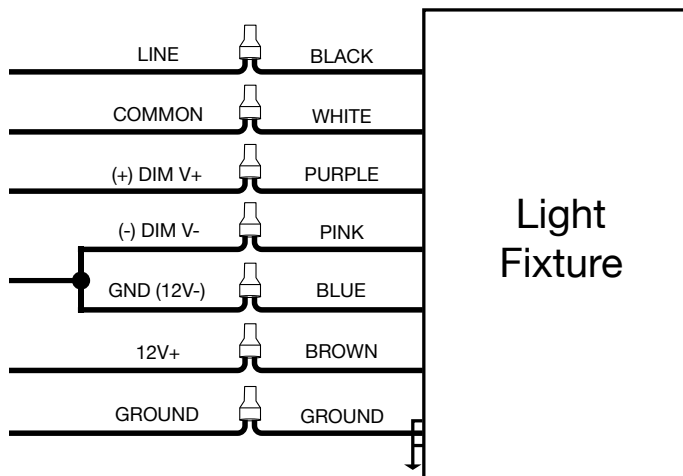 LINE BLACK
COMMON WHITE
(+) DIM V+ PURPLE
(-) DIM V- PINK
GND (12V-) BLUE
12V+ BROWN
GROUND GROUND
Light
Fixture